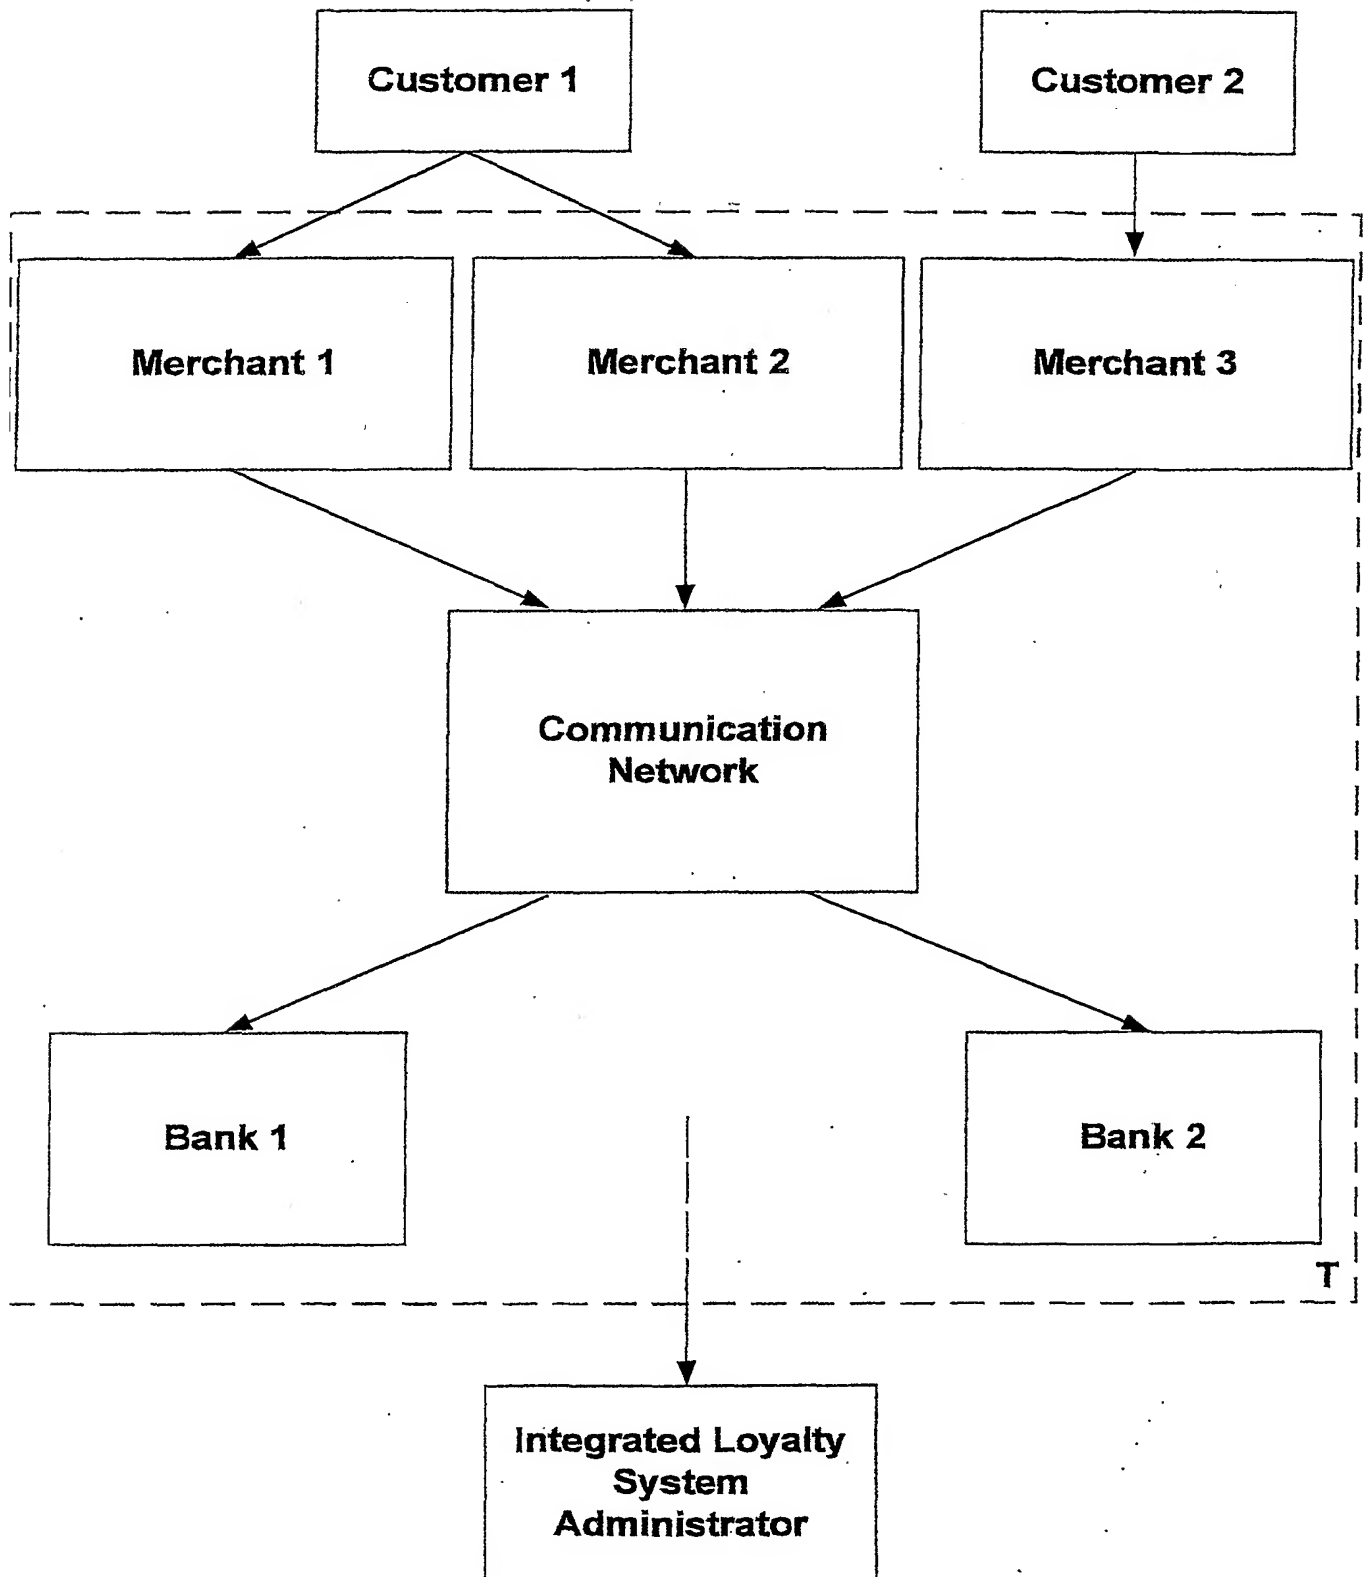 Customer 1
Customer 2
Merchant 1
Merchant 2
Merchant 3
Communication
Network
Bank 1
Bank 2
T
Integrated Loyalty
System
Administrator